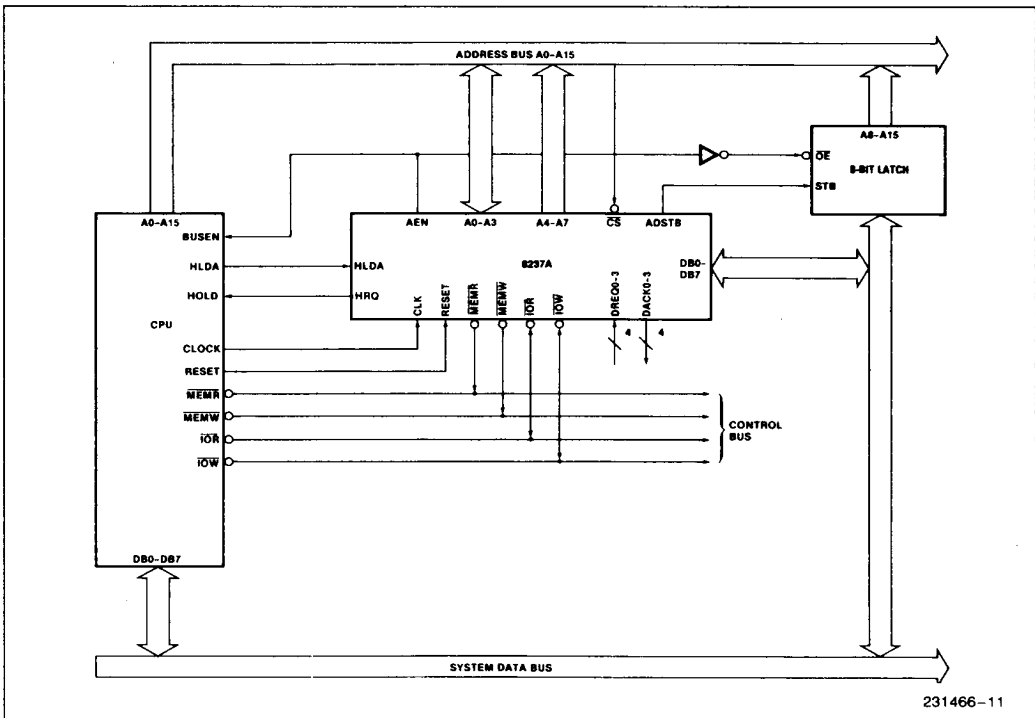 ADDRESS BUS A0-A15
A8-A15
OE
8-BIT LATCH
STB
A0-A15
BUSEN
HLDA
HOLD
CPU
CLOCK
RESET
MEMR
MEMW
IOR
IOW
DB0-DB7
AEN
A0-A3
A4-A7
CS
ADSTB
HLDA
8237A
DB0-
DB7
HRQ
CLK
RESET
MEMR
MEMW
IOR
IOW
DREQ0-3
DACK0-3
4
4
CONTROL
BUS
SYSTEM DATA BUS
231466-11